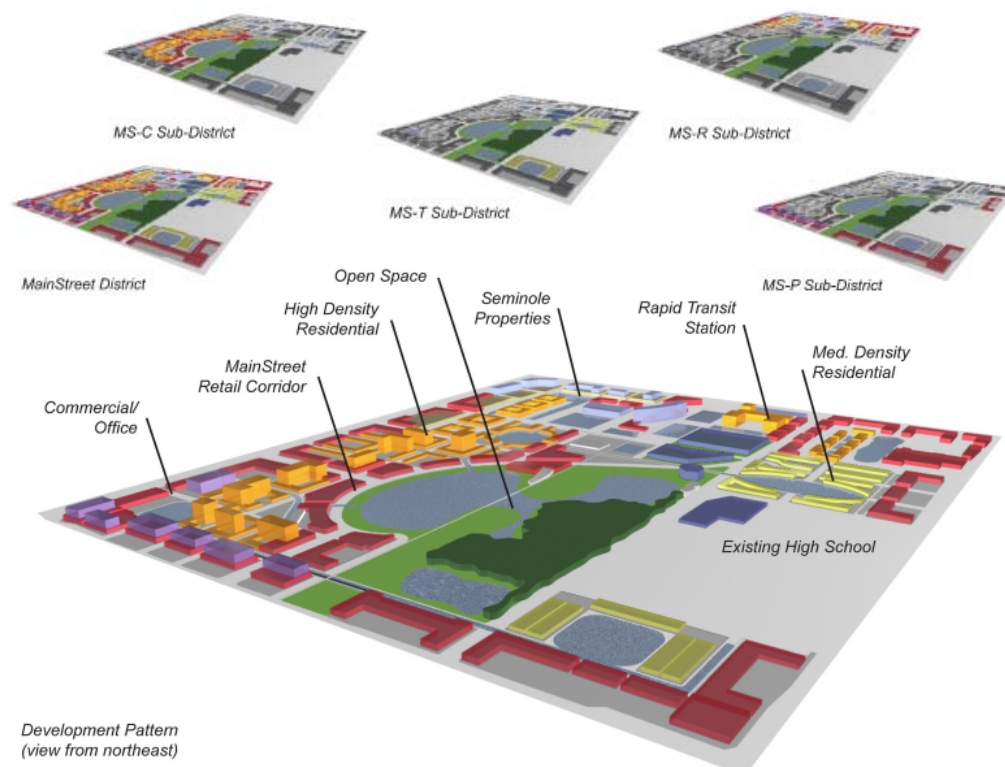 MS-C Sub-District
MS-R Sub-District
MS-T Sub-District
MainStreet District
MS-P Sub-District
Open Space
High Density
Residential
Seminole
Properties
Rapid Transit
Station
MainStreet
Retail Corridor
Med. Density
Residential
Commercial/
Office
Existing High School
Development Pattern
(view from northeast)